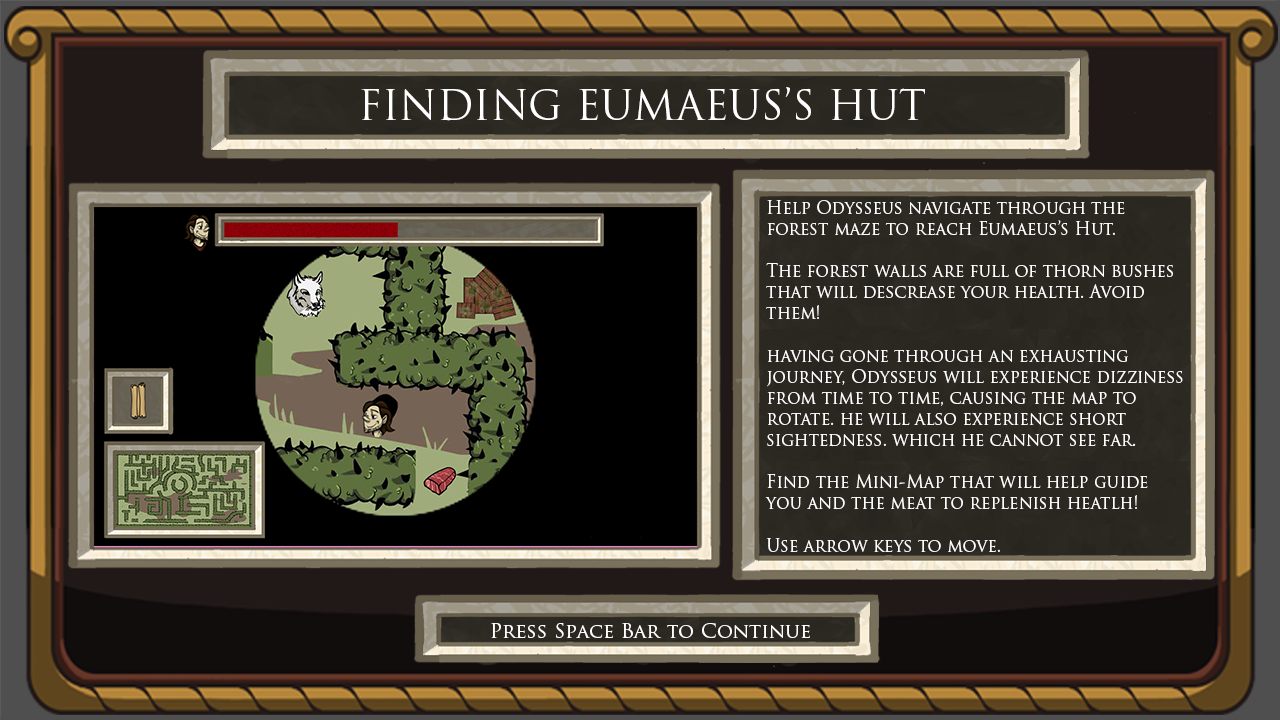 FINDING EUMAEUS'S HUT
HELP ODYSSEUS NAVIGATE THROUGH THE
FOREST MAZE TO REACH EUMAEUS'S HUT.
THE FOREST WALLS ARE FULL OF THORN BUSHES
THAT WILL DESCREASE YOUR HEALTH. AVOID
THEM!
HAVING GONE THROUGH AN EXHAUSTING
JOURNEY, ODYSSEUS WILL EXPERIENCE DIZZINESS
FROM TIME TO TIME, CAUSING THE MAP TO
ROTATE. HE WILL ALSO EXPERIENCE SHORT
SIGHTEDNESS. WHICH HE CANNOT SEE FAR.
FIND THE MINI-MAP THAT WILL HELP GUIDE
YOU AND THE MEAT TO REPLENISH HEATLH!
USE ARROW KEYS TO MOVE.
PRESS SPACE BAR TO CONTINUE